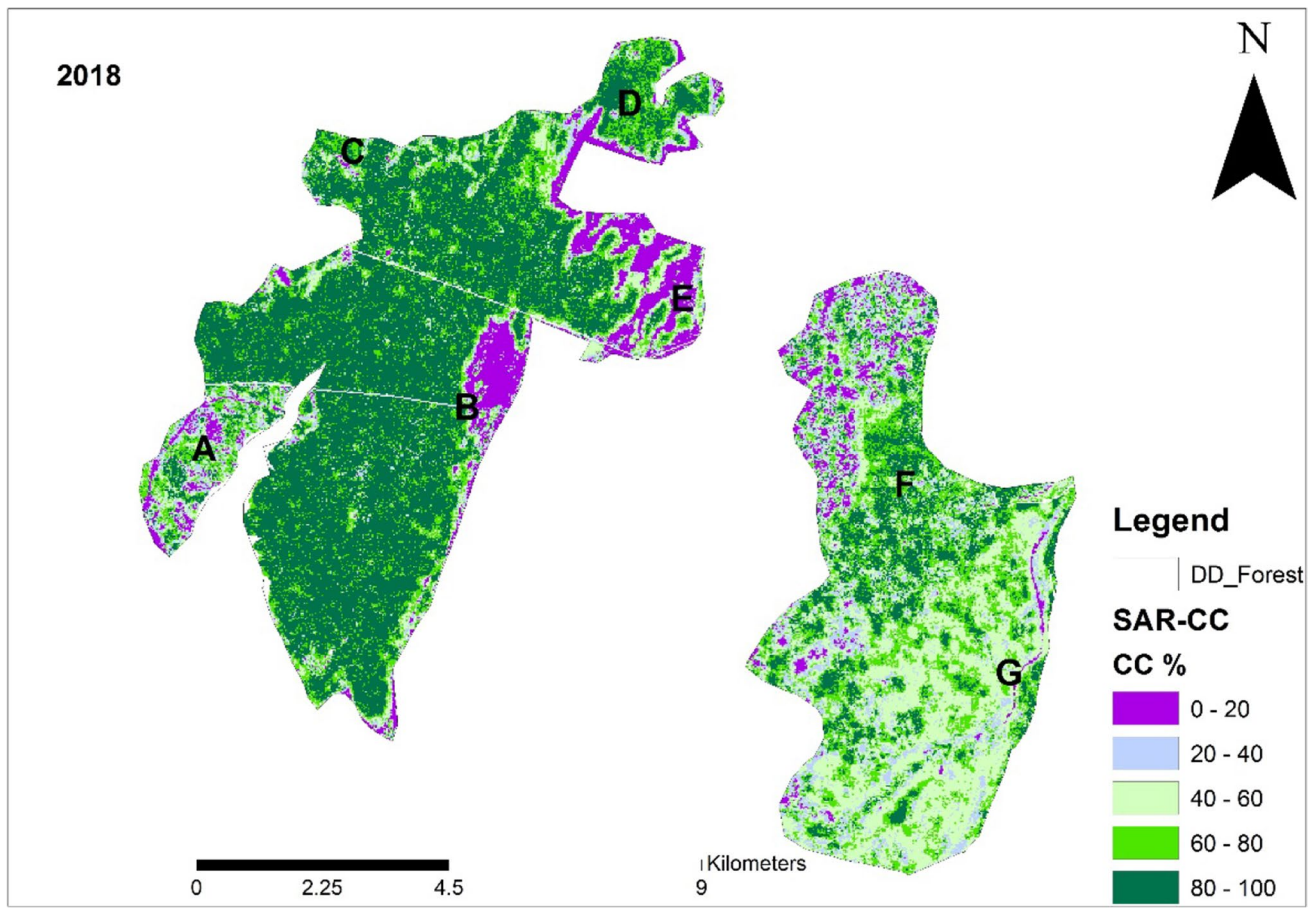 N
2018
D
C
E
B
A
F
G
Legend
DD_Forest
SAR-CC
CC %
0 - 20
20 - 40
40 - 60
60 - 80
80 - 100
Kilometers
0 2.25 4.5 9